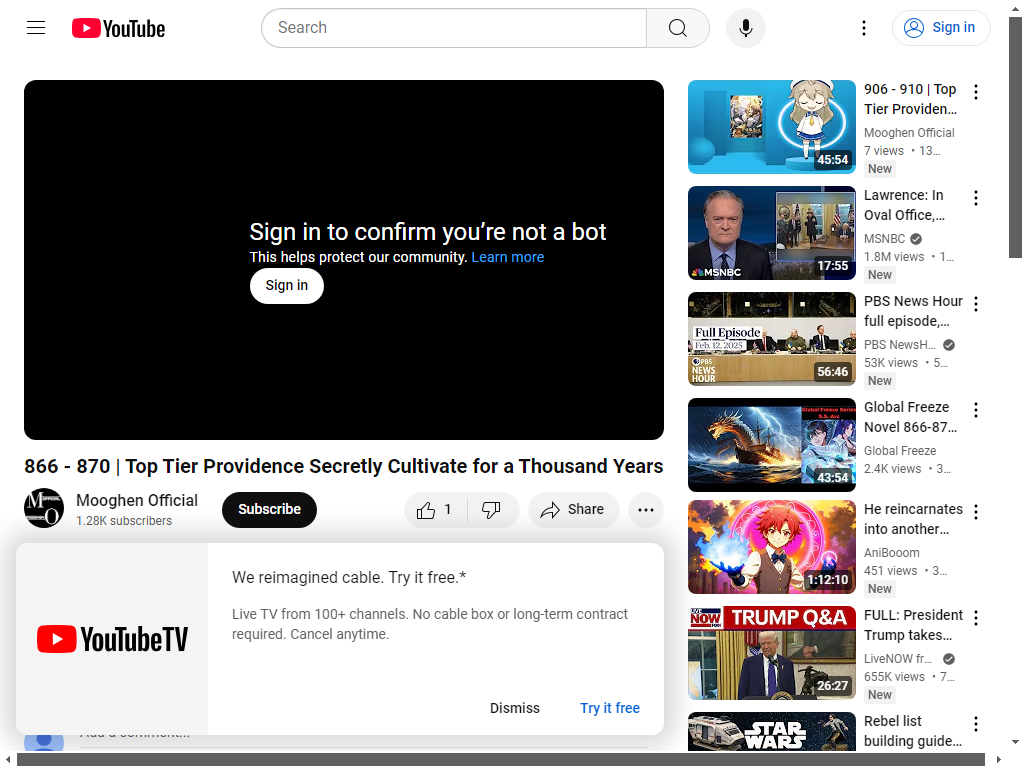 YouTube
Search
Sign in
Sign in to confirm you’re not a bot
This helps protect our community. Learn more
Sign in
866 - 870 | Top Tier Providence Secretly Cultivate for a Thousand Years
Mooghen Official
1.28K subscribers
Subscribe
1
Share
We reimagined cable. Try it free.*
Live TV from 100+ channels. No cable box or long-term contract
required. Cancel anytime.
YouTubeTV
Dismiss
Try it free
45:54
906 - 910 | Top
Tier Providen…
Mooghen Official
7 views • 13…
New
MSNBC
17:55
Lawrence: In
Oval Office,…
MSNBC
1.8M views • 1…
New
Full Episode
Feb. 12, 2025
PBS
NEWS
HOUR
56:46
PBS News Hour
full episode,…
PBS NewsH…
53K views • 5…
New
Global Freeze Series
S.S. Arc
43:54
Global Freeze
Novel 866-87…
Global Freeze
2.4K views • 3…
1:12:10
He reincarnates
into another…
AniBooom
451 views • 3…
New
LIVE
NOW
TRUMP Q&A
26:27
FULL: President
Trump takes…
LiveNOW fr…
655K views • 7…
New
STAR
WARS
Rebel list
building guide…